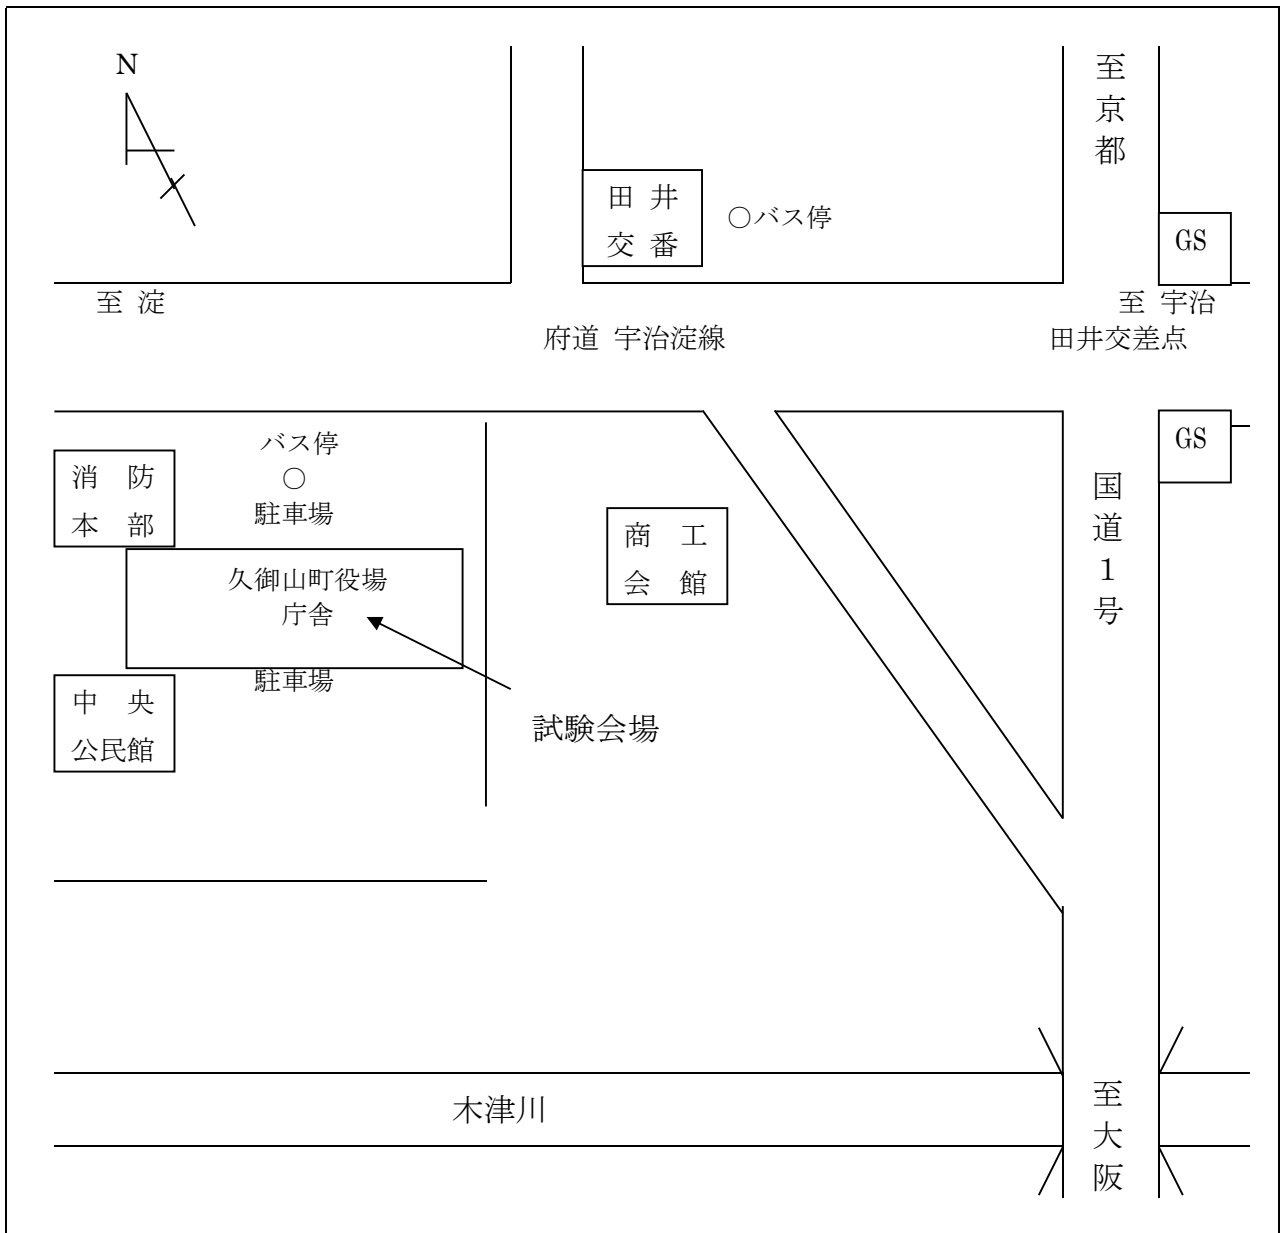 N
至京都
田 井
交 番
○バス停
GS
至 淀
至 宇治
府道 宇治淀線
田井交差点
バス停
○
駐車場
消 防
本 部
GS
国道1号
商 工
会 館
久御山町役場
庁舎
駐車場
中 央
公民館
試験会場
木津川
至大阪